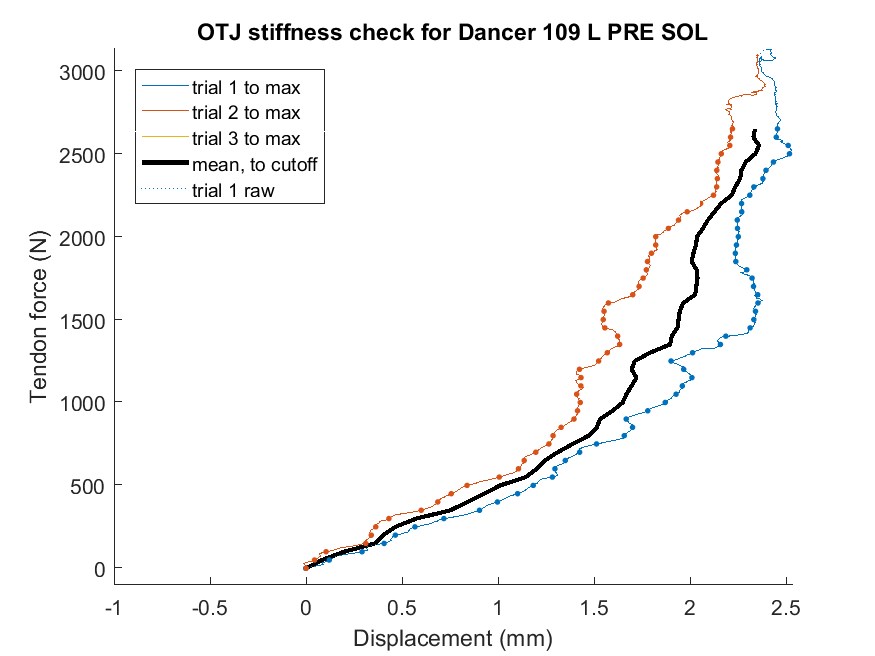 OTJ stiffness check for Dancer 109 L PRE SOL
trial 1 to max
trial 2 to max
trial 3 to max
mean, to cutoff
trial 1 raw
Tendon force (N)
3000
2500
2000
1500
1000
500
0
-1 -0.5 0 0.5 1 1.5 2 2.5
Displacement (mm)